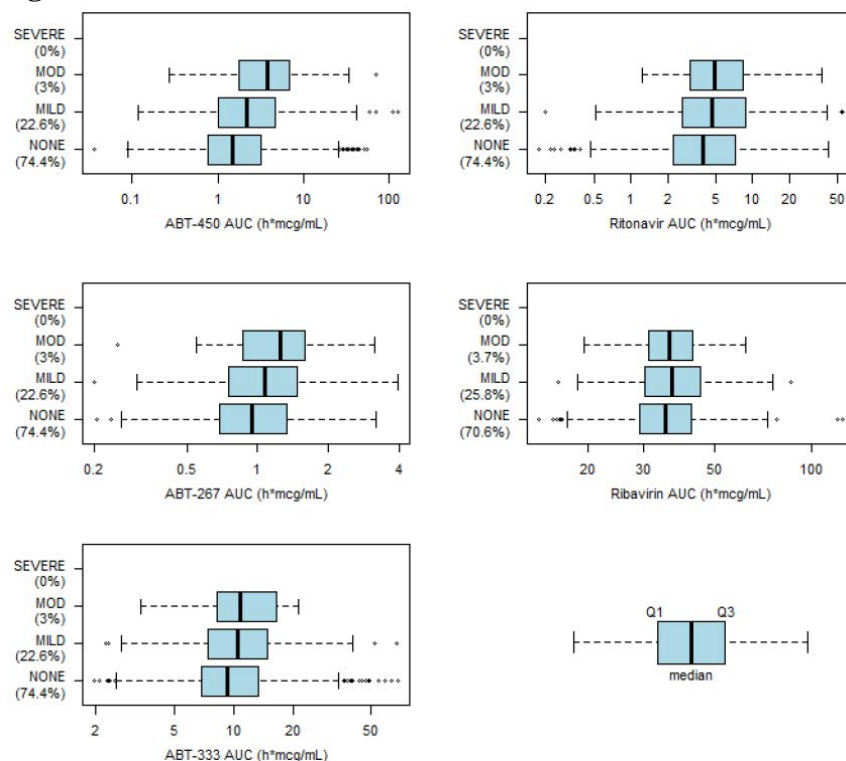 SEVERE
(0%)
MOD
(3%)
MILD
(22.6%)
NONE
(74.4%)
0.1 1 10 100
ABT-450 AUC (h*mcg/mL)
SEVERE
(0%)
MOD
(3%)
MILD
(22.6%)
NONE
(74.4%)
0.2 0.5 1 2 5 10 20 50
Ritonavir AUC (h*mcg/mL)
SEVERE
(0%)
MOD
(3%)
MILD
(22.6%)
NONE
(74.4%)
0.2 0.5 1 2 4
ABT-267 AUC (h*mcg/mL)
SEVERE
(0%)
MOD
(3.7%)
MILD
(25.8%)
NONE
(70.6%)
20 30 50 100
Ribavirin AUC (h*mcg/mL)
SEVERE
(0%)
MOD
(3%)
MILD
(22.6%)
NONE
(74.4%)
2 5 10 20 50
ABT-333 AUC (h*mcg/mL)
Q1 Q3
median